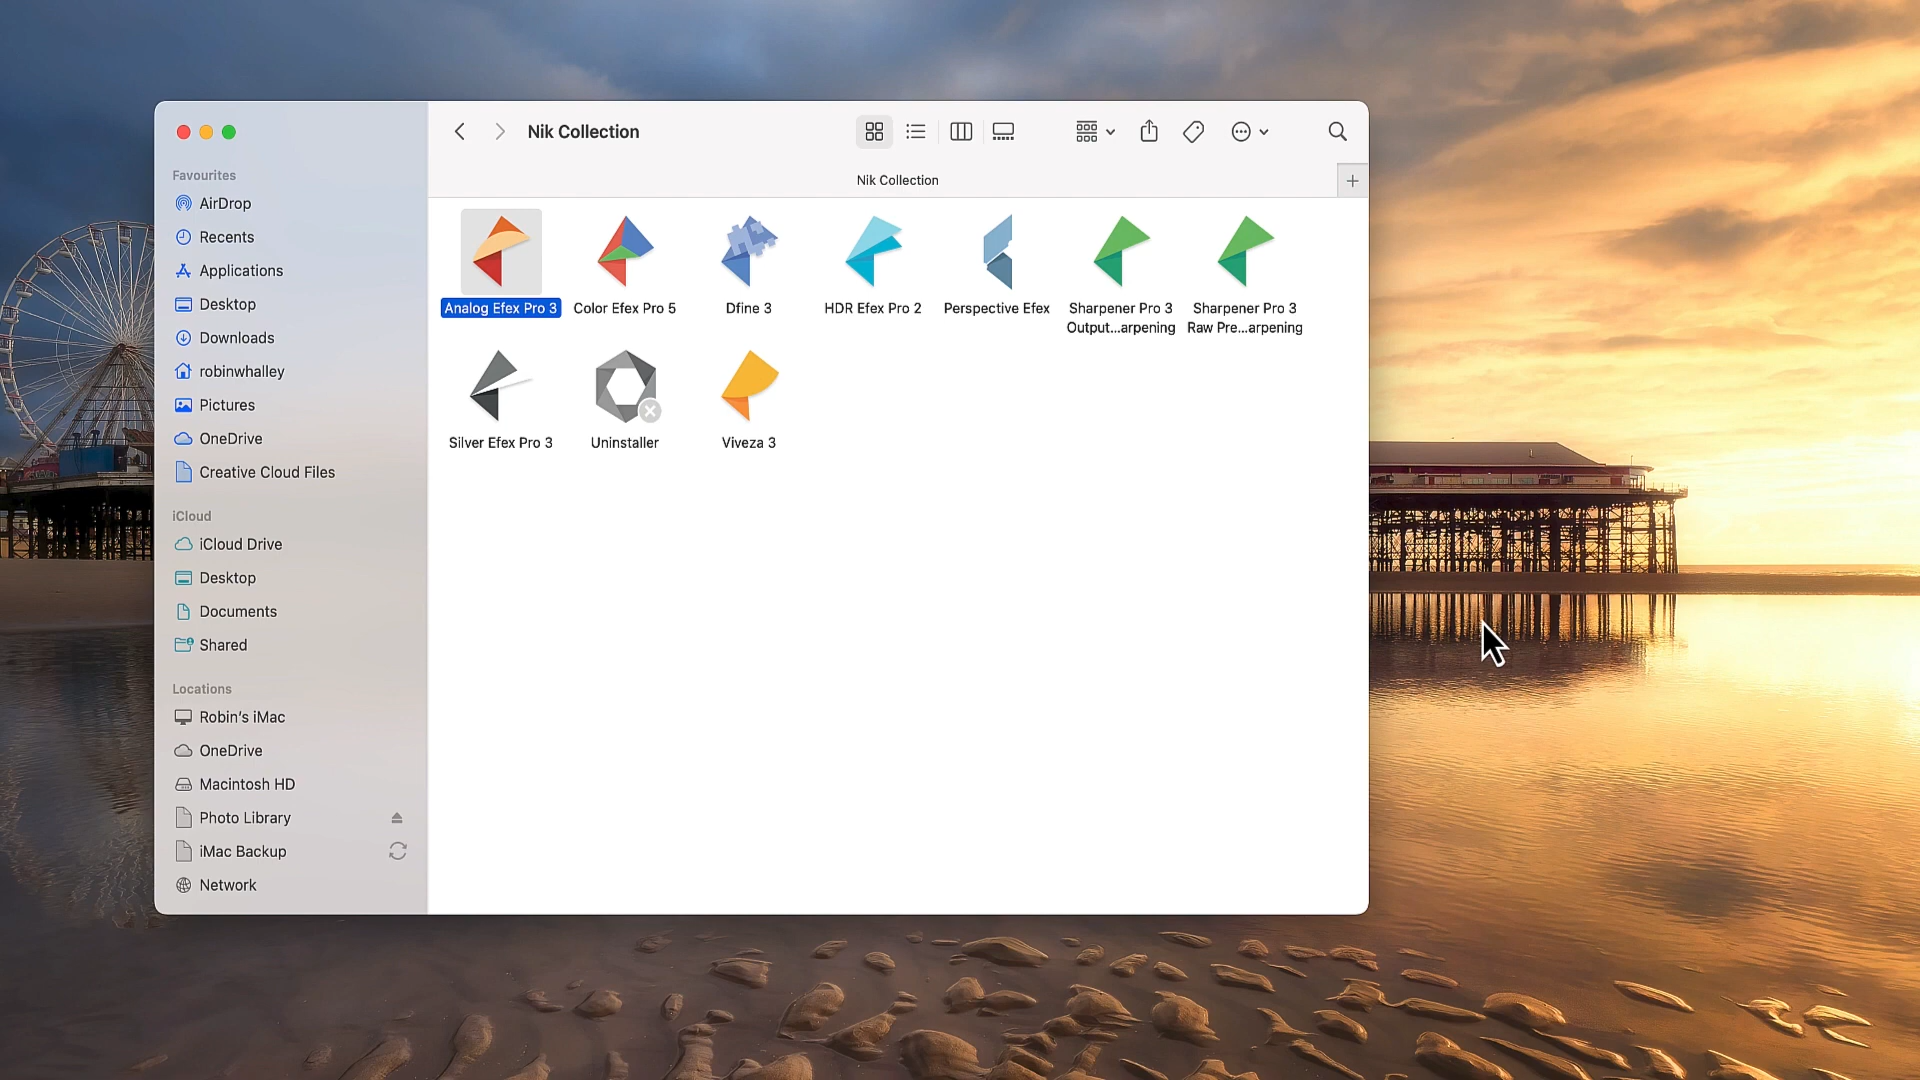 Nik Collection
Nik Collection
Favourites
AirDrop
Recents
Applications
Desktop
Downloads
robinwhalley
Pictures
OneDrive
Creative Cloud Files
iCloud
iCloud Drive
Desktop
Documents
Shared
Locations
Robin's iMac
OneDrive
Macintosh HD
Photo Library
iMac Backup
Network
Analog Efex Pro 3
Color Efex Pro 5
Dfine 3
HDR Efex Pro 2
Perspective Efex
Sharpener Pro 3
Output...arpening
Sharpener Pro 3
Raw Pre...arpening
Silver Efex Pro 3
Uninstaller
Viveza 3